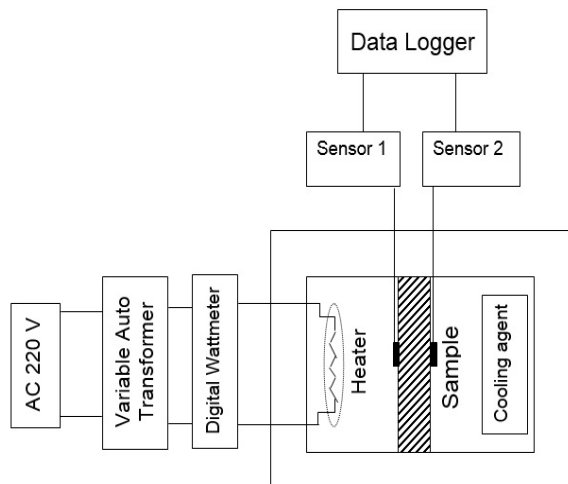 Data Logger
Sensor 1
Sensor 2
AC 220 V
Variable Auto
Transformer
Digital Wattmeter
Heater
Sample
Cooling agent